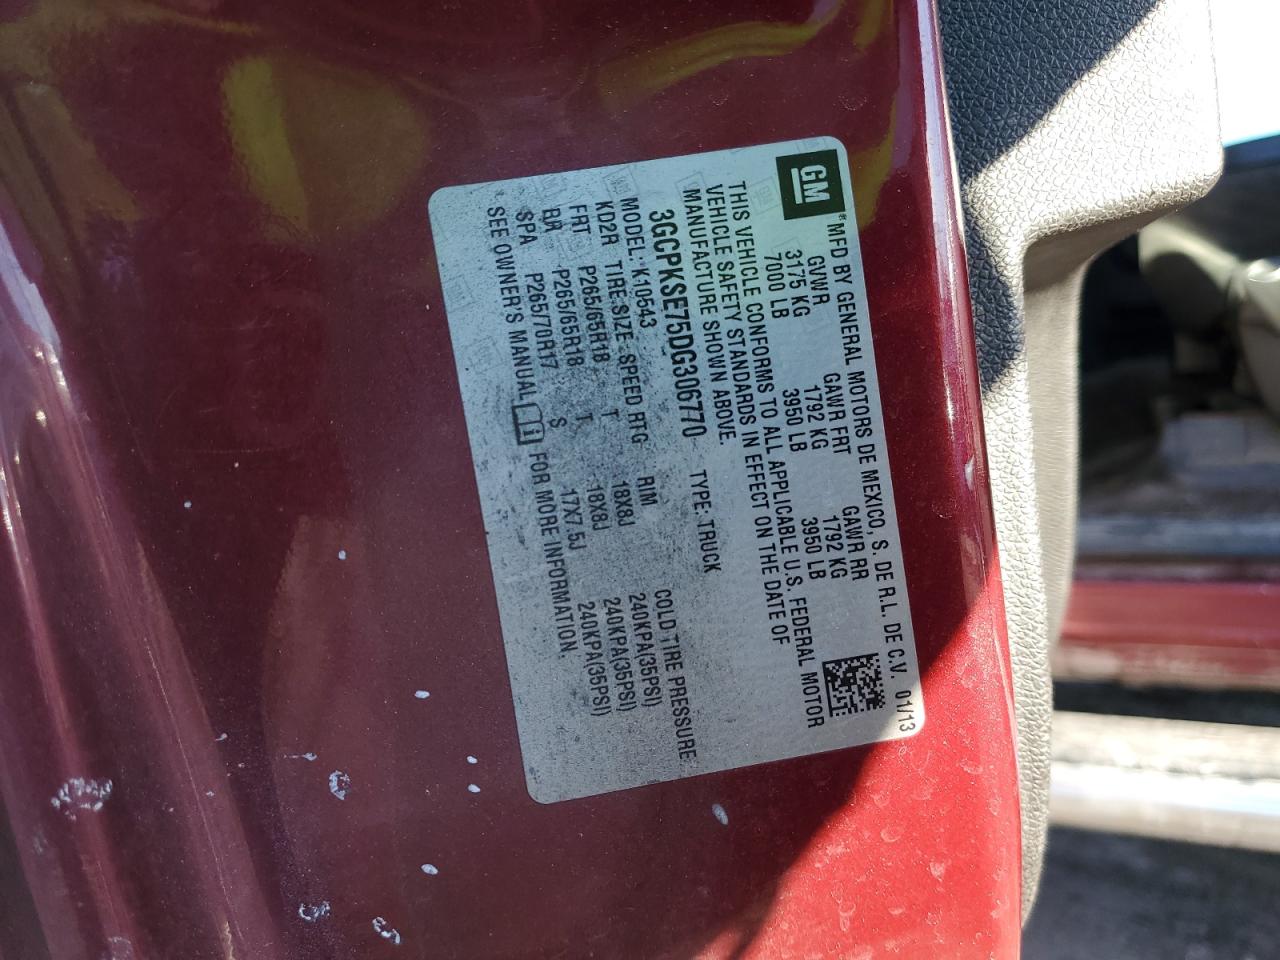 GM
®MFD BY GENERAL MOTORS DE MEXICO, S. DE R.L. DE C.V. 01/13
GVWR GAWR FRT GAWR RR
3175 KG 1792 KG 1792 KG
7000 LB 3950 LB 3950 LB
THIS VEHICLE CONFORMS TO ALL APPLICABLE U.S. FEDERAL MOTOR
VEHICLE SAFETY STANDARDS IN EFFECT ON THE DATE OF
MANUFACTURE SHOWN ABOVE.
3GCPKSE75DG306770 TYPE: TRUCK
MODEL: K10543
KD2R TIRE SIZE SPEED RTG RIM COLD TIRE PRESSURE
FRT P265/65R18 T 18X8J 240KPA(35PSI)
RR P265/65R18 T 18X8J 240KPA(35PSI)
SPA P265/70R17 S 17X7.5J 240KPA(35PSI)
SEE OWNER'S MANUAL i FOR MORE INFORMATION.